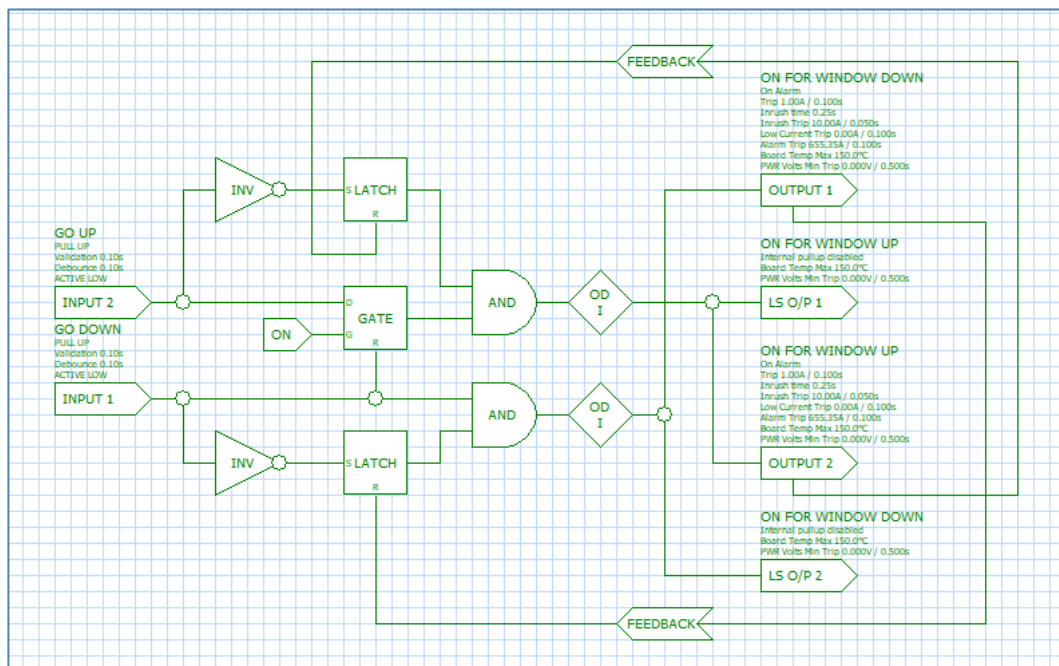 FEEDBACK
ON FOR WINDOW DOWN
On Alarm
Trip 1.00A / 0.100s
Inrush time 0.25s
Inrush Trip 10.00A / 0.050s
Low Current Trip 0.00A / 0.100s
Alarm Trip 655.35A / 0.100s
Board Temp Max 150.0°C
PWR Volts Min Trip 0.000V / 0.500s
OUTPUT 1
INV
S LATCH
R
GO UP
PULL UP
Validation 0.10s
Debounce 0.10s
ACTIVE LOW
INPUT 2
ON FOR WINDOW UP
Internal pullup disabled
Board Temp Max 150.0°C
PWR Volts Min Trip 0.000V / 0.500s
LS O/P 1
D
GATE
G
R
ON
AND
OD
I
GO DOWN
PULL UP
Validation 0.10s
Debounce 0.10s
ACTIVE LOW
INPUT 1
ON FOR WINDOW UP
On Alarm
Trip 1.00A / 0.100s
Inrush time 0.25s
Inrush Trip 10.00A / 0.050s
Low Current Trip 0.00A / 0.100s
Alarm Trip 655.35A / 0.100s
Board Temp Max 150.0°C
PWR Volts Min Trip 0.000V / 0.500s
OUTPUT 2
AND
OD
I
INV
S LATCH
R
ON FOR WINDOW DOWN
Internal pullup disabled
Board Temp Max 150.0°C
PWR Volts Min Trip 0.000V / 0.500s
LS O/P 2
FEEDBACK